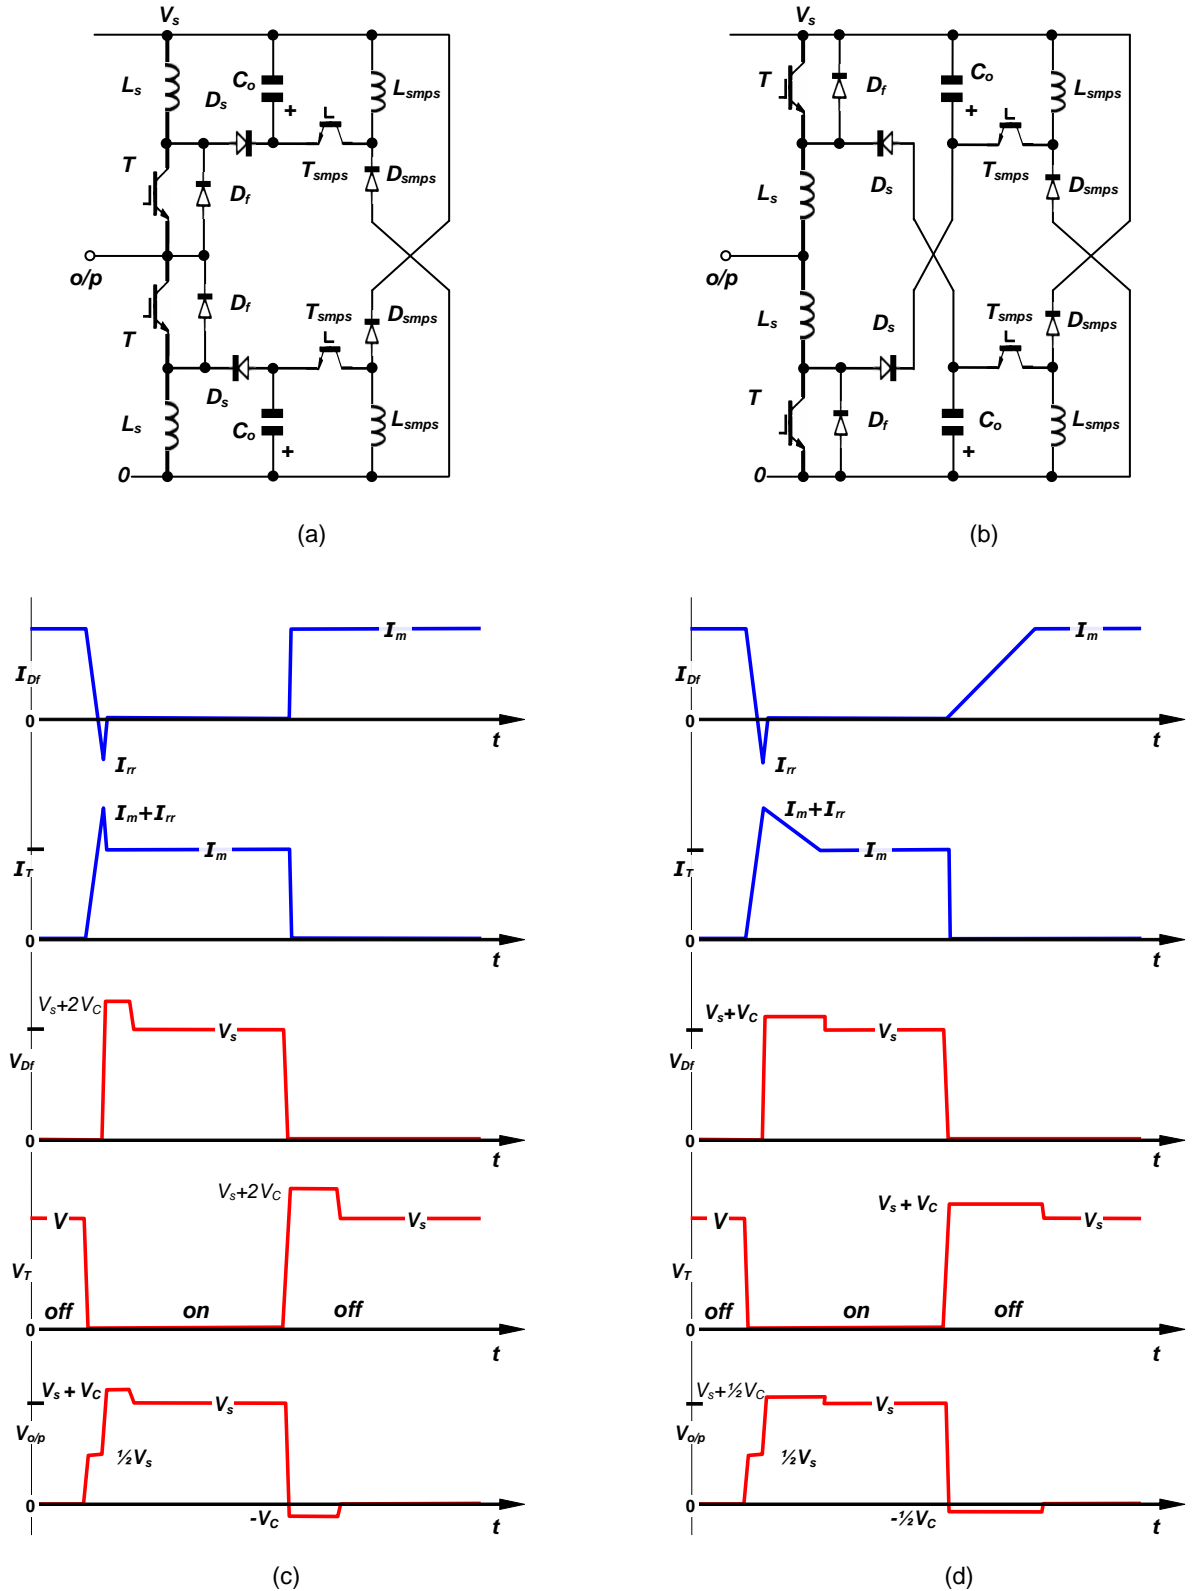 Vs
Ls
Ds
Co
+
Lsmps
T
Df
Tsmps
Dsmps
o/p
T
Df
Tsmps
Dsmps
Ds
Ls
Co
Lsmps
+
0
(a)
Vs
T
Df
Co
+
Lsmps
Ds
Tsmps
Dsmps
Ls
o/p
Ls
Ds
Tsmps
Dsmps
T
Df
Co
Lsmps
+
0
(b)
Im
IDf
0
t
Irr
Im+Irr
Im
IT
0
t
Vs+2VC
Vs
VDf
0
t
Vs+2VC
V
Vs
VT
off
on
off
0
t
Vs + VC
Vs
Vo/p
½Vs
0
-VC
t
(c)
Im
IDf
0
t
Irr
Im+Irr
Im
IT
0
t
Vs+VC
Vs
VDf
0
t
Vs + VC
V
Vs
VT
off
on
off
0
t
Vs+½VC
Vs
Vo/p
½Vs
0
-½VC
t
(d)